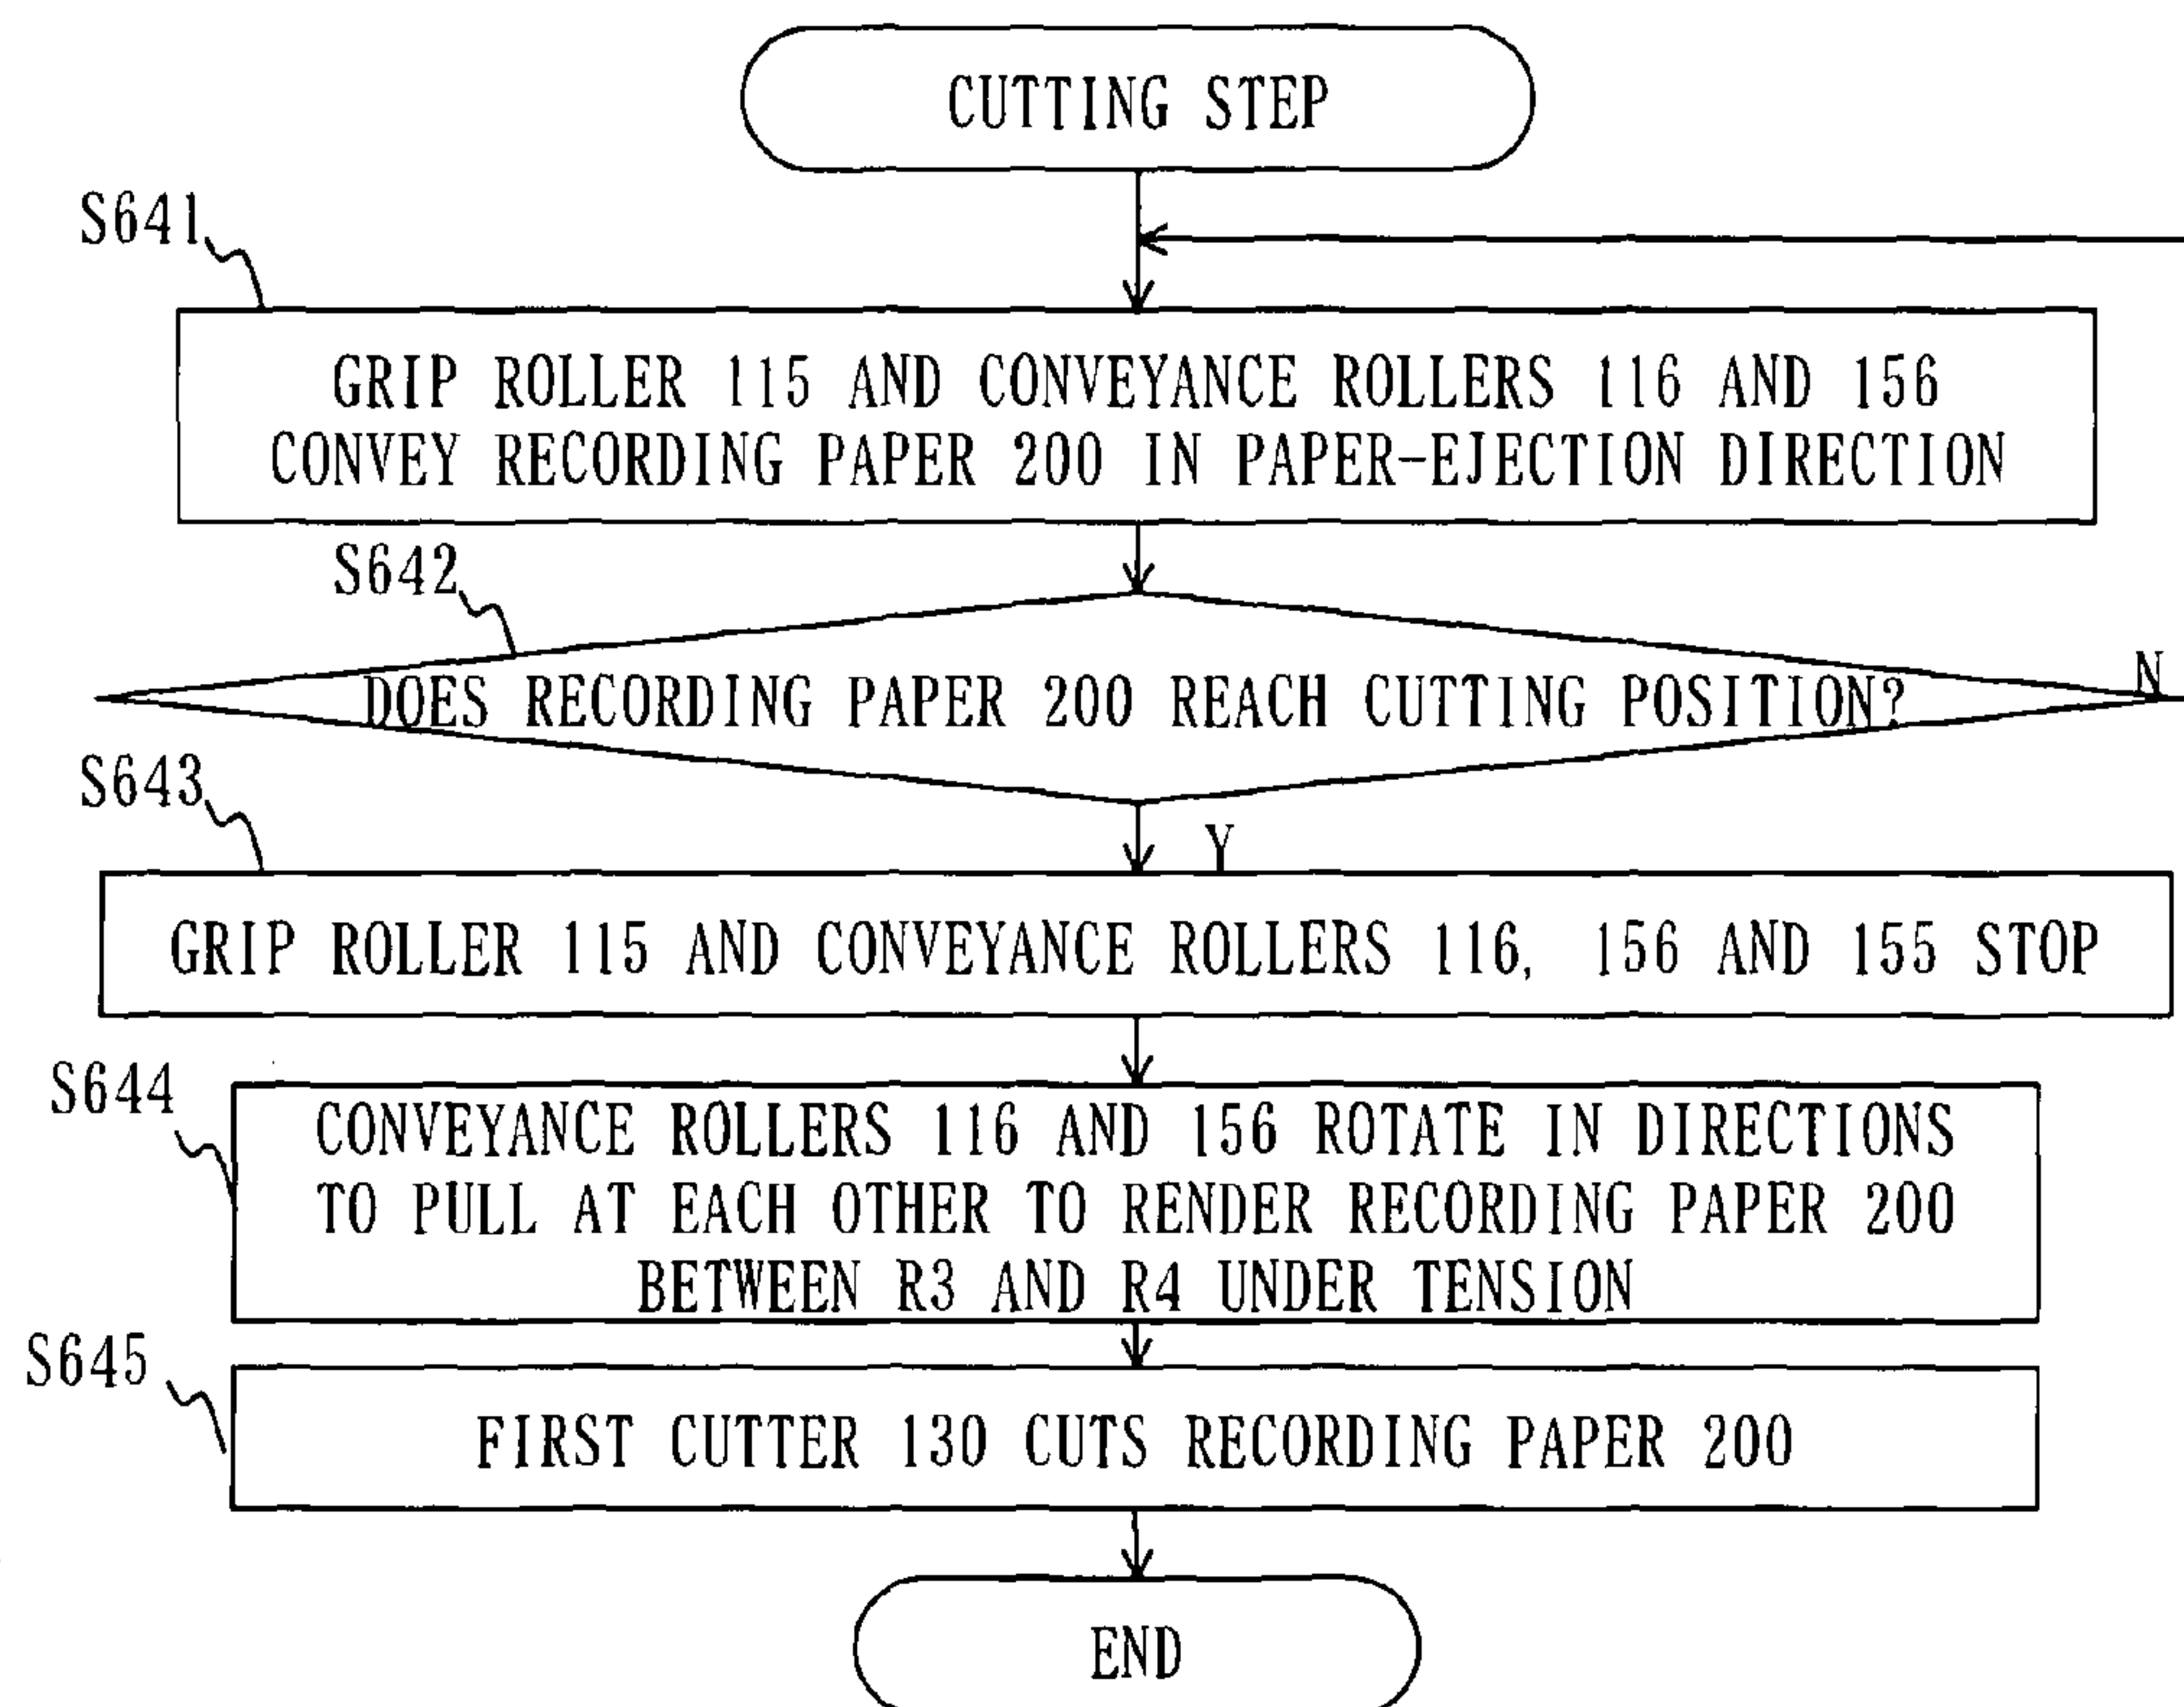 CUTTING STEP
S641
GRIP ROLLER 115 AND CONVEYANCE ROLLERS 116 AND 156
CONVEY RECORDING PAPER 200 IN PAPER-EJECTION DIRECTION
S642
DOES RECORDING PAPER 200 REACH CUTTING POSITION?
N
Y
S643
GRIP ROLLER 115 AND CONVEYANCE ROLLERS 116, 156 AND 155 STOP
S644
CONVEYANCE ROLLERS 116 AND 156 ROTATE IN DIRECTIONS
TO PULL AT EACH OTHER TO RENDER RECORDING PAPER 200
BETWEEN R3 AND R4 UNDER TENSION
S645
FIRST CUTTER 130 CUTS RECORDING PAPER 200
END